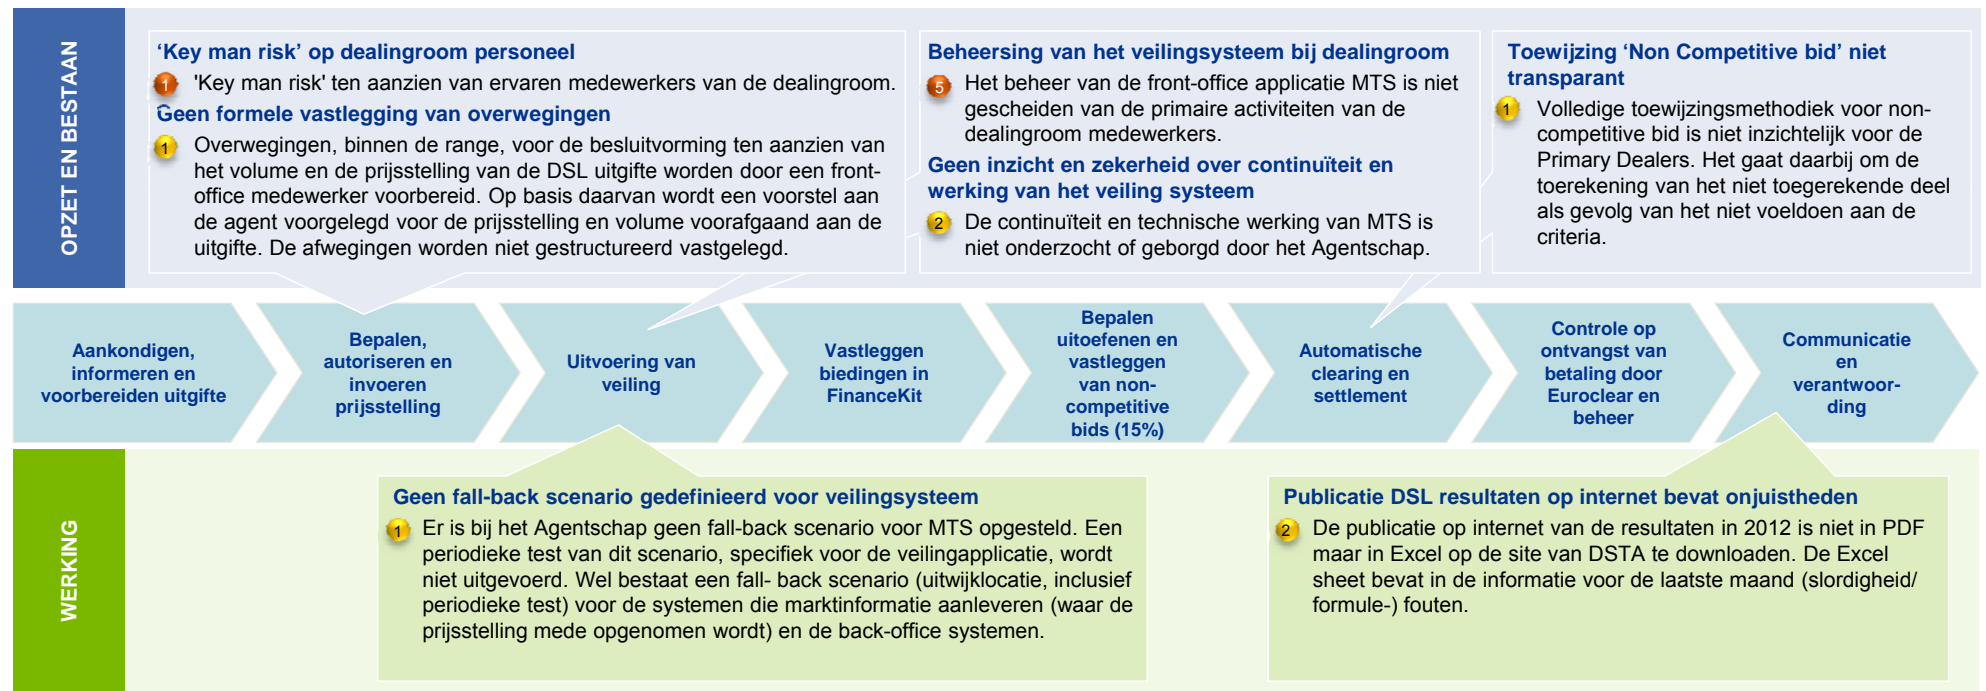 OPZET EN BESTAAN
‘Key man risk’ op dealingroom personeel
1 'Key man risk' ten aanzien van ervaren medewerkers van de dealingroom.
Geen formele vastlegging van overwegingen
1 Overwegingen, binnen de range, voor de besluitvorming ten aanzien van
het volume en de prijsstelling van de DSL uitgifte worden door een front-
office medewerker voorbereid. Op basis daarvan wordt een voorstel aan
de agent voorgelegd voor de prijsstelling en volume voorafgaand aan de
uitgifte. De afwegingen worden niet gestructureerd vastgelegd.
Beheersing van het veilingsysteem bij dealingroom
5 Het beheer van de front-office applicatie MTS is niet
gescheiden van de primaire activiteiten van de
dealingroom medewerkers.
Geen inzicht en zekerheid over continuïteit en
werking van het veiling systeem
2 De continuïteit en technische werking van MTS is
niet onderzocht of geborgd door het Agentschap.
Toewijzing ‘Non Competitive bid’ niet
transparant
1 Volledige toewijzingsmethodiek voor non-
competitive bid is niet inzichtelijk voor de
Primary Dealers. Het gaat daarbij om de
toerekening van het niet toegerekende deel
als gevolg van het niet voeldoen aan de
criteria.
Aankondigen,
informeren en
voorbereiden uitgifte
Bepalen,
autoriseren en
invoeren
prijsstelling
Uitvoering van
veiling
Vastleggen
biedingen in
FinanceKit
Bepalen
uitoefenen en
vastleggen
van non-
competitive
bids (15%)
Automatische
clearing en
settlement
Controle op
ontvangst van
betaling door
Euroclear en
beheer
Communicatie
en
verantwoor-
ding
WERKING
Geen fall-back scenario gedefinieerd voor veilingsysteem
1 Er is bij het Agentschap geen fall-back scenario voor MTS opgesteld. Een
periodieke test van dit scenario, specifiek voor de veilingapplicatie, wordt
niet uitgevoerd. Wel bestaat een fall- back scenario (uitwijklocatie, inclusief
periodieke test) voor de systemen die marktinformatie aanleveren (waar de
prijsstelling mede opgenomen wordt) en de back-office systemen.
Publicatie DSL resultaten op internet bevat onjuistheden
2 De publicatie op internet van de resultaten in 2012 is niet in PDF
maar in Excel op de site van DSTA te downloaden. De Excel
sheet bevat in de informatie voor de laatste maand (slordigheid/
formule-) fouten.